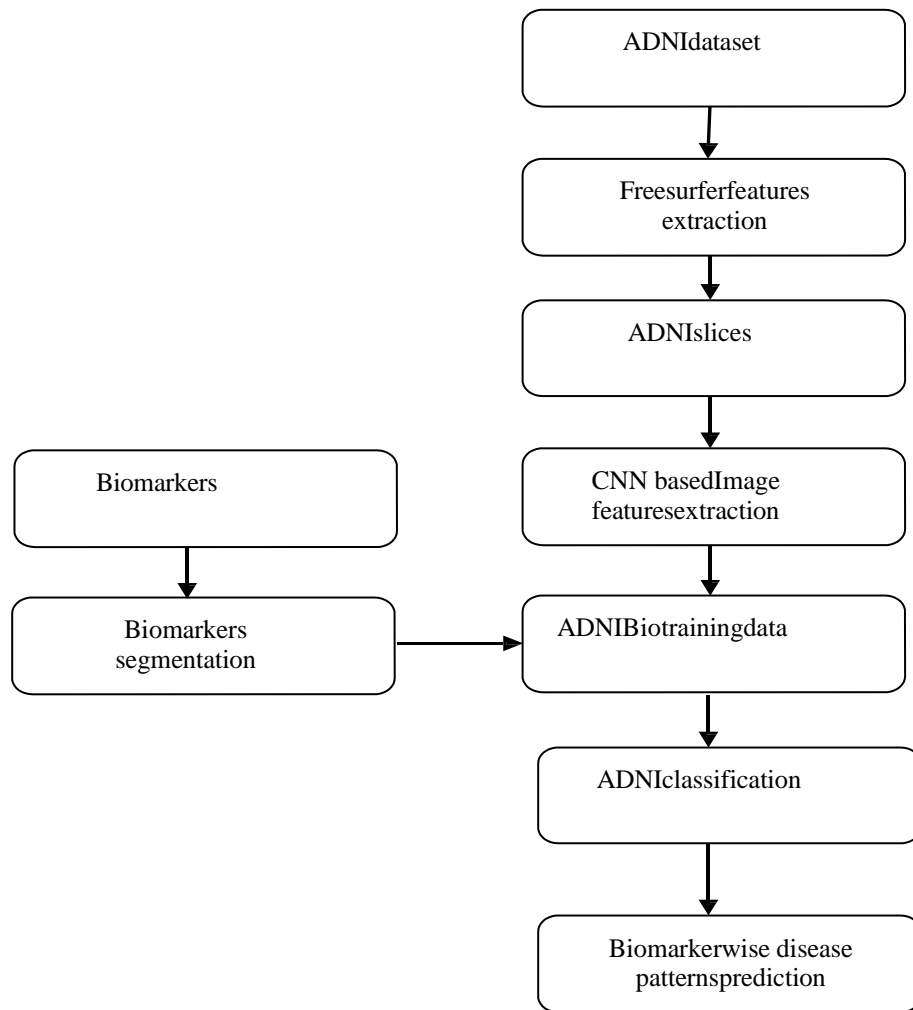 ADNIdataset
Freesurferfeatures
extraction
ADNIslices
CNN basedImage
featuresextraction
Biomarkers
Biomarkers
segmentation
ADNIBiotrainingdata
ADNIclassification
Biomarkerwise disease
patternsprediction